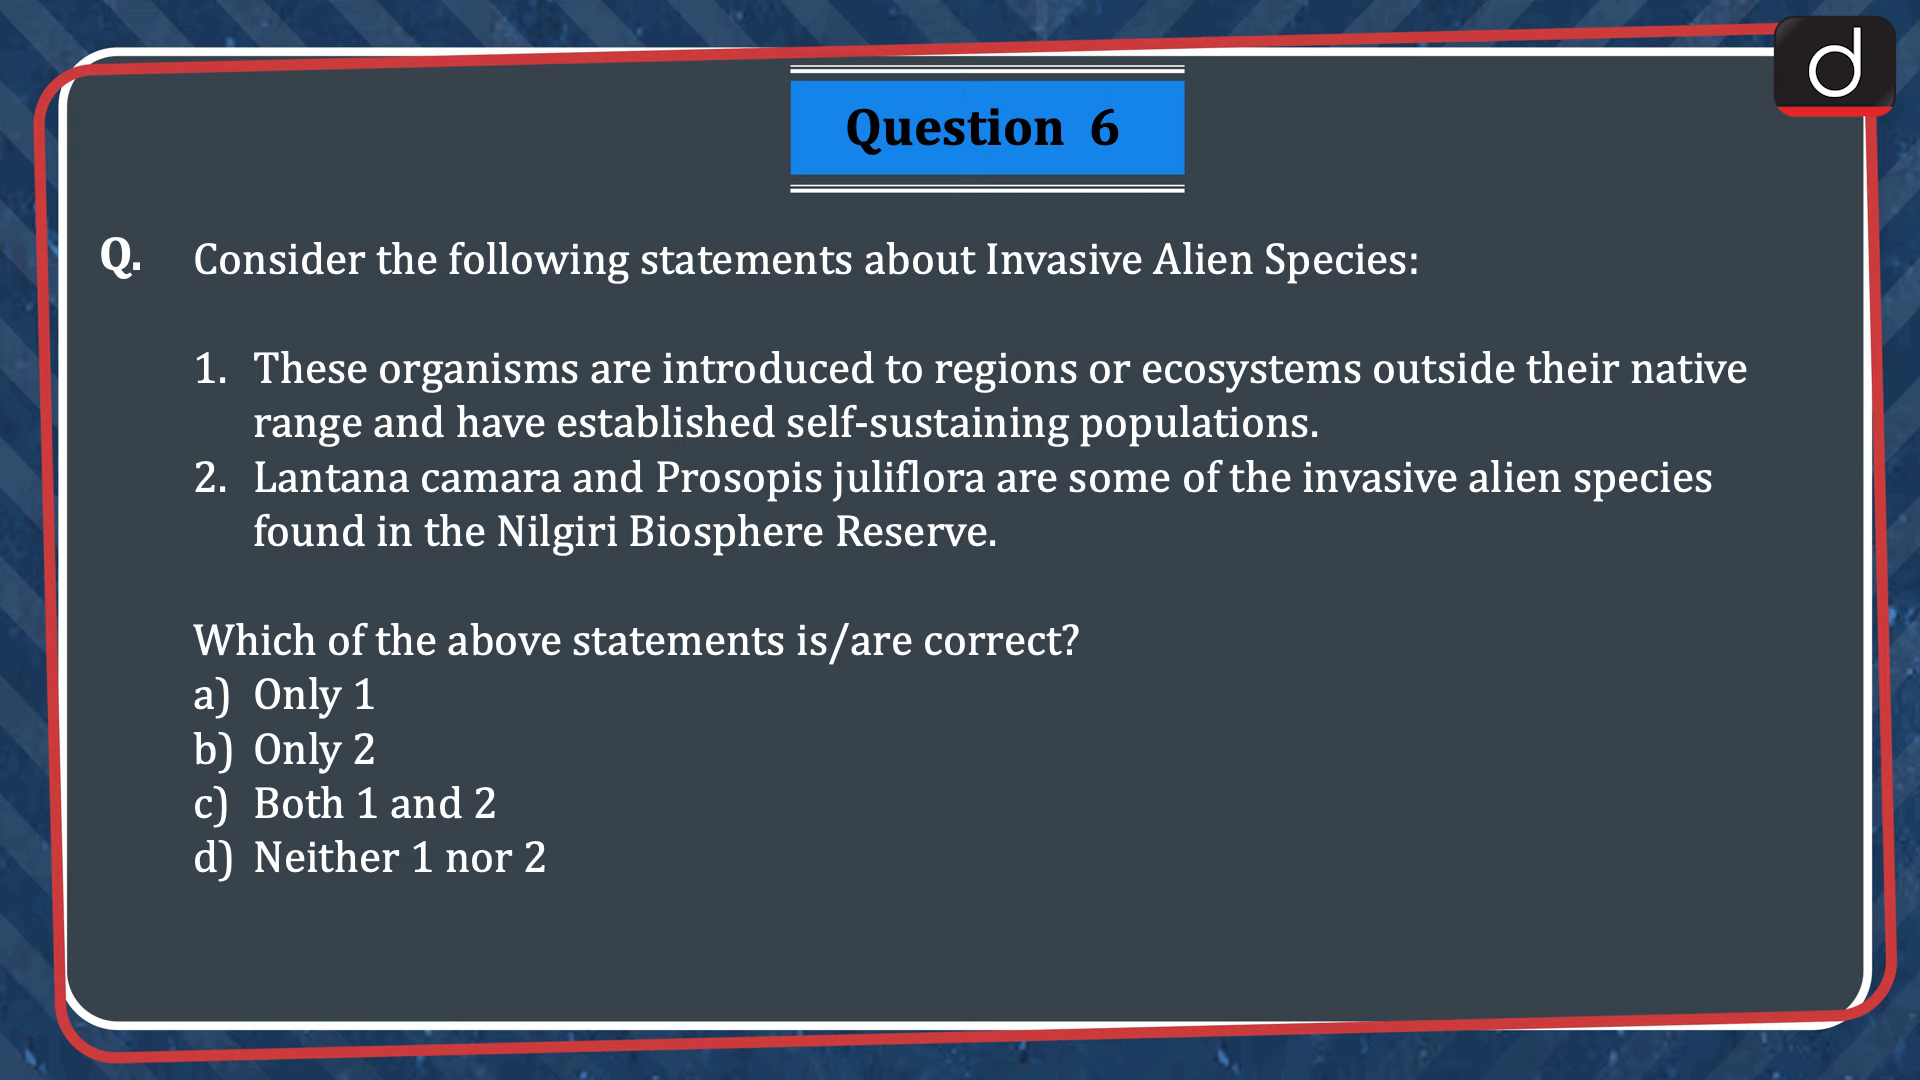 d
Question 6
Q. Consider the following statements about Invasive Alien Species:
1. These organisms are introduced to regions or ecosystems outside their native
range and have established self-sustaining populations.
2. Lantana camara and Prosopis juliflora are some of the invasive alien species
found in the Nilgiri Biosphere Reserve.
Which of the above statements is/are correct?
a) Only 1
b) Only 2
c) Both 1 and 2
d) Neither 1 nor 2